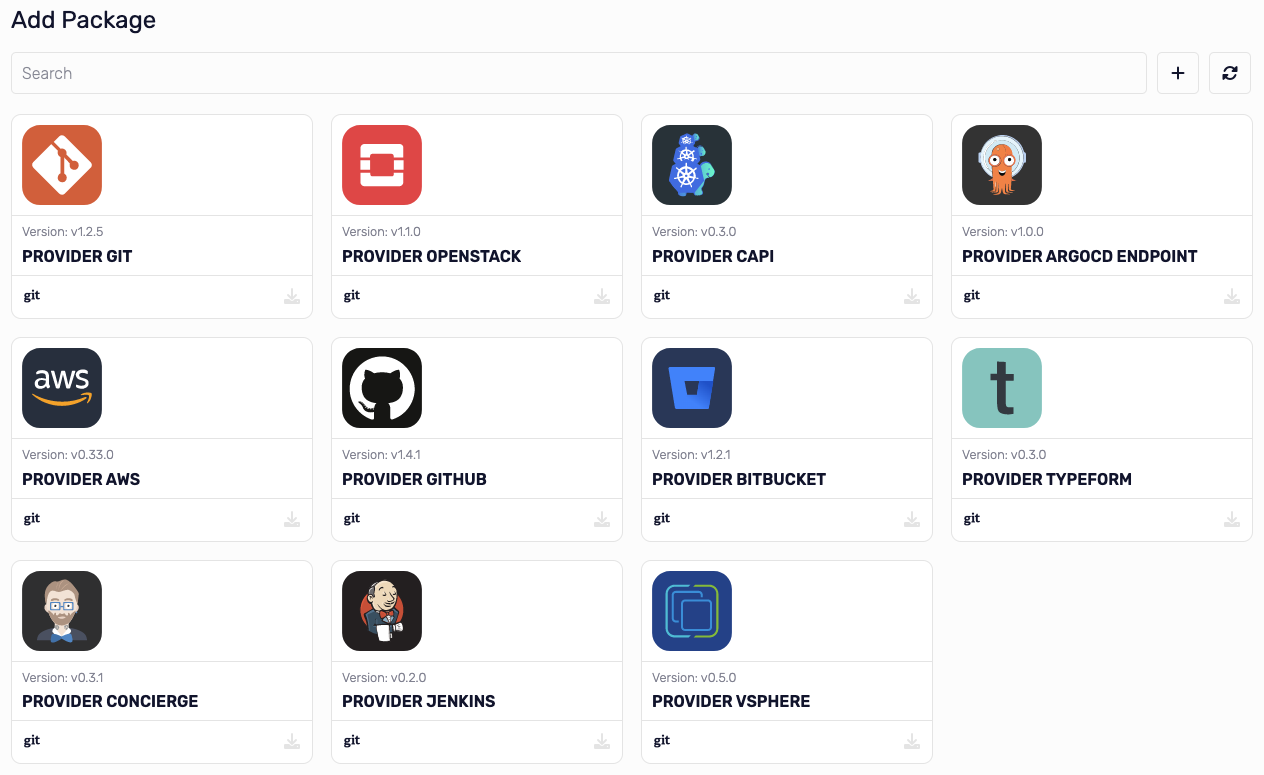 Add Package
Search
Version: v1.2.5
PROVIDER GIT
git
Version: v1.1.0
PROVIDER OPENSTACK
git
Version: v0.3.0
PROVIDER CAPI
git
Version: v1.0.0
PROVIDER ARGOCD ENDPOINT
git
aws
Version: v0.33.0
PROVIDER AWS
git
Version: v1.4.1
PROVIDER GITHUB
git
Version: v1.2.1
PROVIDER BITBUCKET
git
t
Version: v0.3.0
PROVIDER TYPEFORM
git
Version: v0.3.1
PROVIDER CONCIERGE
git
Version: v0.2.0
PROVIDER JENKINS
git
Version: v0.5.0
PROVIDER VSPHERE
git